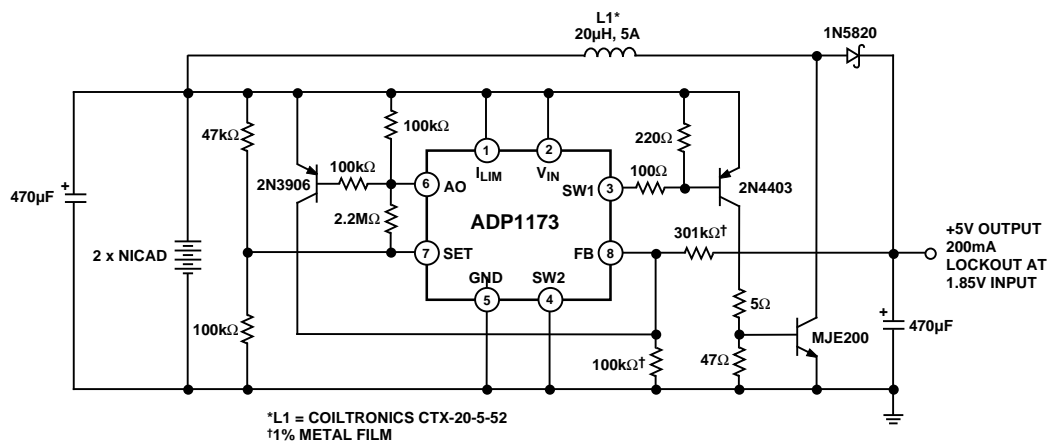 L1*
20µH, 5A
1N5820
47kΩ
100kΩ
220Ω
1
2
ILIM
VIN
2N3906
100kΩ
6
AO
SW1
3
100Ω
2N4403
470µF
+
2.2MΩ
ADP1173
301kΩ†
+5V OUTPUT
200mA
LOCKOUT AT
1.85V INPUT
2 x NICAD
7
SET
FB
8
GND
SW2
5
4
100kΩ
5Ω
MJE200
+
470µF
100kΩ†
47Ω
*L1 = COILTRONICS CTX-20-5-52
†1% METAL FILM